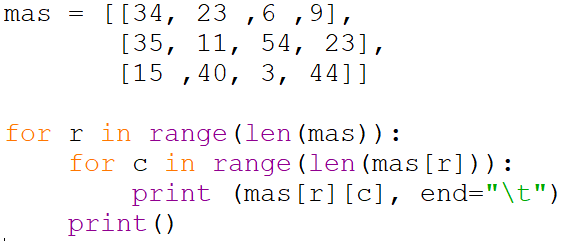 mas = [[34, 23 ,6 ,9],
       [35, 11, 54, 23],
       [15 ,40, 3, 44]]

for r in range(len(mas)):
    for c in range(len(mas[r])):
        print (mas[r][c], end="\t")
    print()